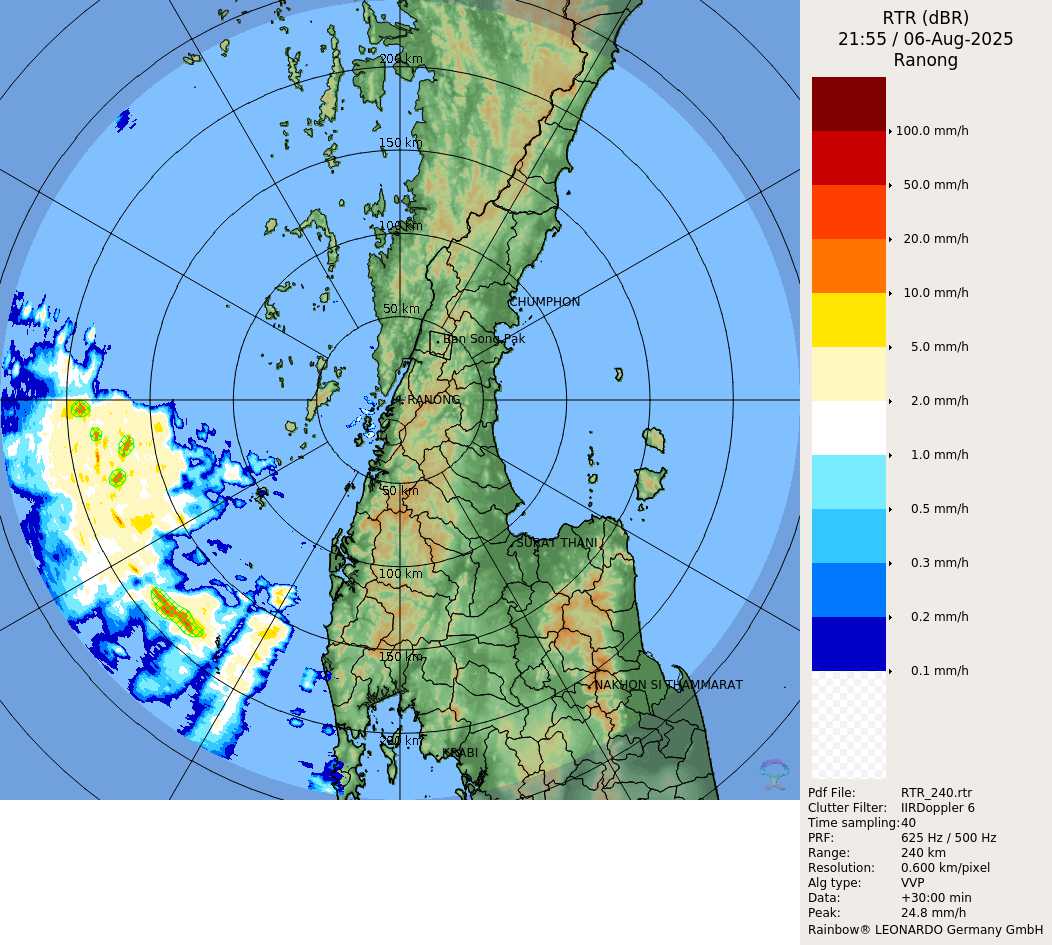 RTR (dBR)
21:55 / 06-Aug-2025
Ranong
200 km
150 km
100 km
50 km
CHUMPHON
Ban Song Pak
RANONG
50 km
SURAT THANI
100 km
150 km
NAKHON SI THAMMARAT
200 km
KRABI
100.0 mm/h
50.0 mm/h
20.0 mm/h
10.0 mm/h
5.0 mm/h
2.0 mm/h
1.0 mm/h
0.5 mm/h
0.3 mm/h
0.2 mm/h
0.1 mm/h
Pdf File: RTR_240.rtr
Clutter Filter: IIRDoppler 6
Time sampling: 40
PRF: 625 Hz / 500 Hz
Range: 240 km
Resolution: 0.600 km/pixel
Alg type: VVP
Data: +30:00 min
Peak: 24.8 mm/h
Rainbow® LEONARDO Germany GmbH